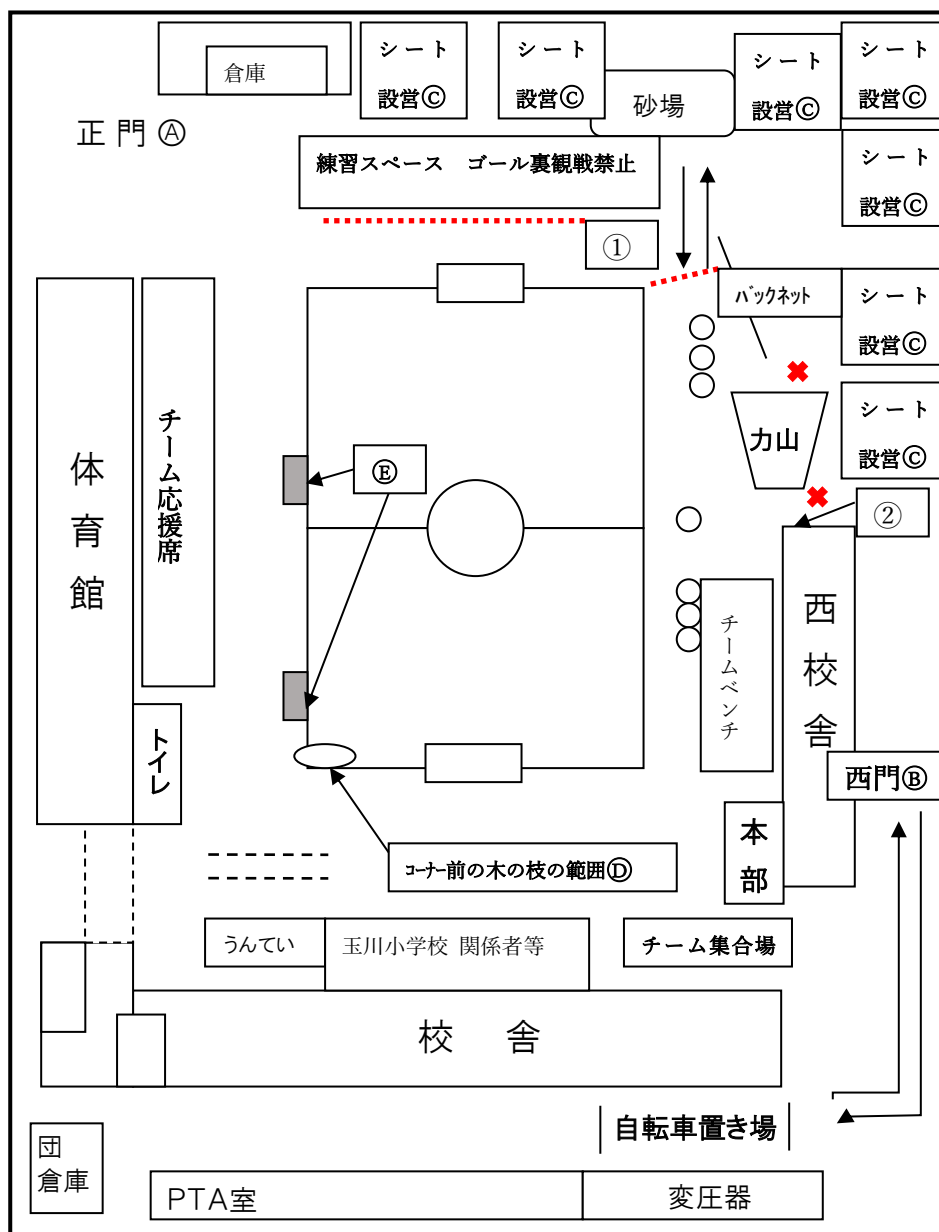 シート
設営Ⓒ
シート
設営Ⓒ
シート
設営Ⓒ
シート
設営Ⓒ
倉庫
砂場
正門Ⓐ
練習スペース　ゴール裏観戦禁止
シート
設営Ⓒ
①
バックネット
シート
設営Ⓒ
チーム応援席
体育館
力山
シート
設営Ⓒ
Ⓔ
②
西校舎
チームベンチ
トイレ
西門Ⓑ
本部
コーナー前の木の枝の範囲Ⓓ
うんてい
玉川小学校 関係者等
チーム集合場
校　舎
自転車置き場
団
倉庫
PTA室
変圧器